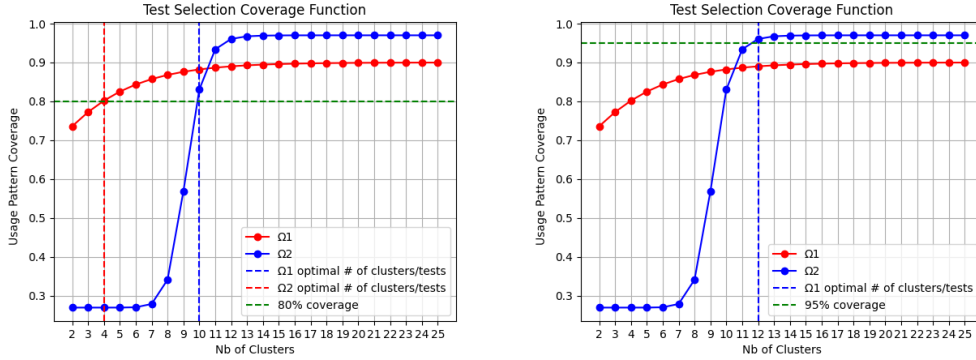 Test Selection Coverage Function
1.0
0.9
0.8
0.7
0.6
0.5
0.4
0.3
Usage Pattern Coverage
Ω1
Ω2
Ω1 optimal # of clusters/tests
Ω2 optimal # of clusters/tests
80% coverage
2 3 4 5 6 7 8 9 10 11 12 13 14 15 16 17 18 19 20 21 22 23 24 25
Nb of Clusters
Test Selection Coverage Function
1.0
0.9
0.8
0.7
0.6
0.5
0.4
0.3
Usage Pattern Coverage
Ω1
Ω2
Ω1 optimal # of clusters/tests
95% coverage
2 3 4 5 6 7 8 9 10 11 12 13 14 15 16 17 18 19 20 21 22 23 24 25
Nb of Clusters